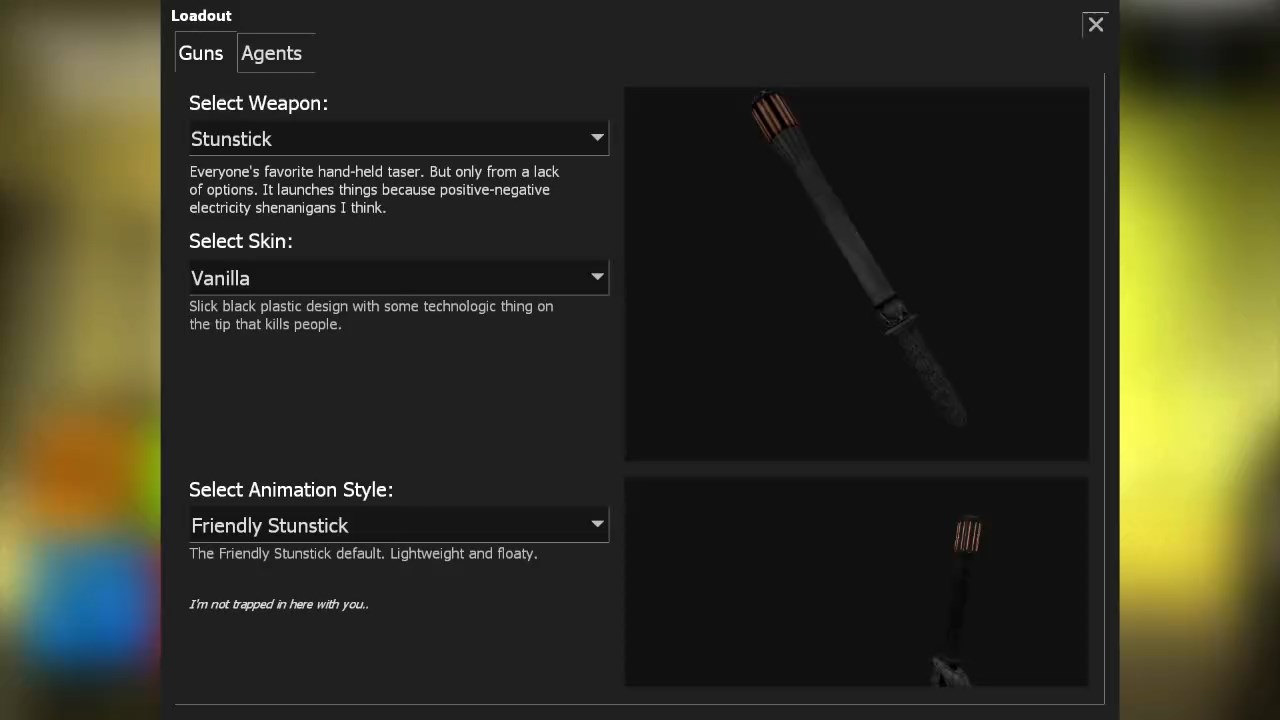 Loadout
Guns
Agents
Select Weapon:
Stunstick
Everyone's favorite hand-held taser. But only from a lack
of options. It launches things because positive-negative
electricity shenanigans I think.
Select Skin:
Vanilla
Slick black plastic design with some technologic thing on
the tip that kills people.
Select Animation Style:
Friendly Stunstick
The Friendly Stunstick default. Lightweight and floaty.
I'm not trapped in here with you..